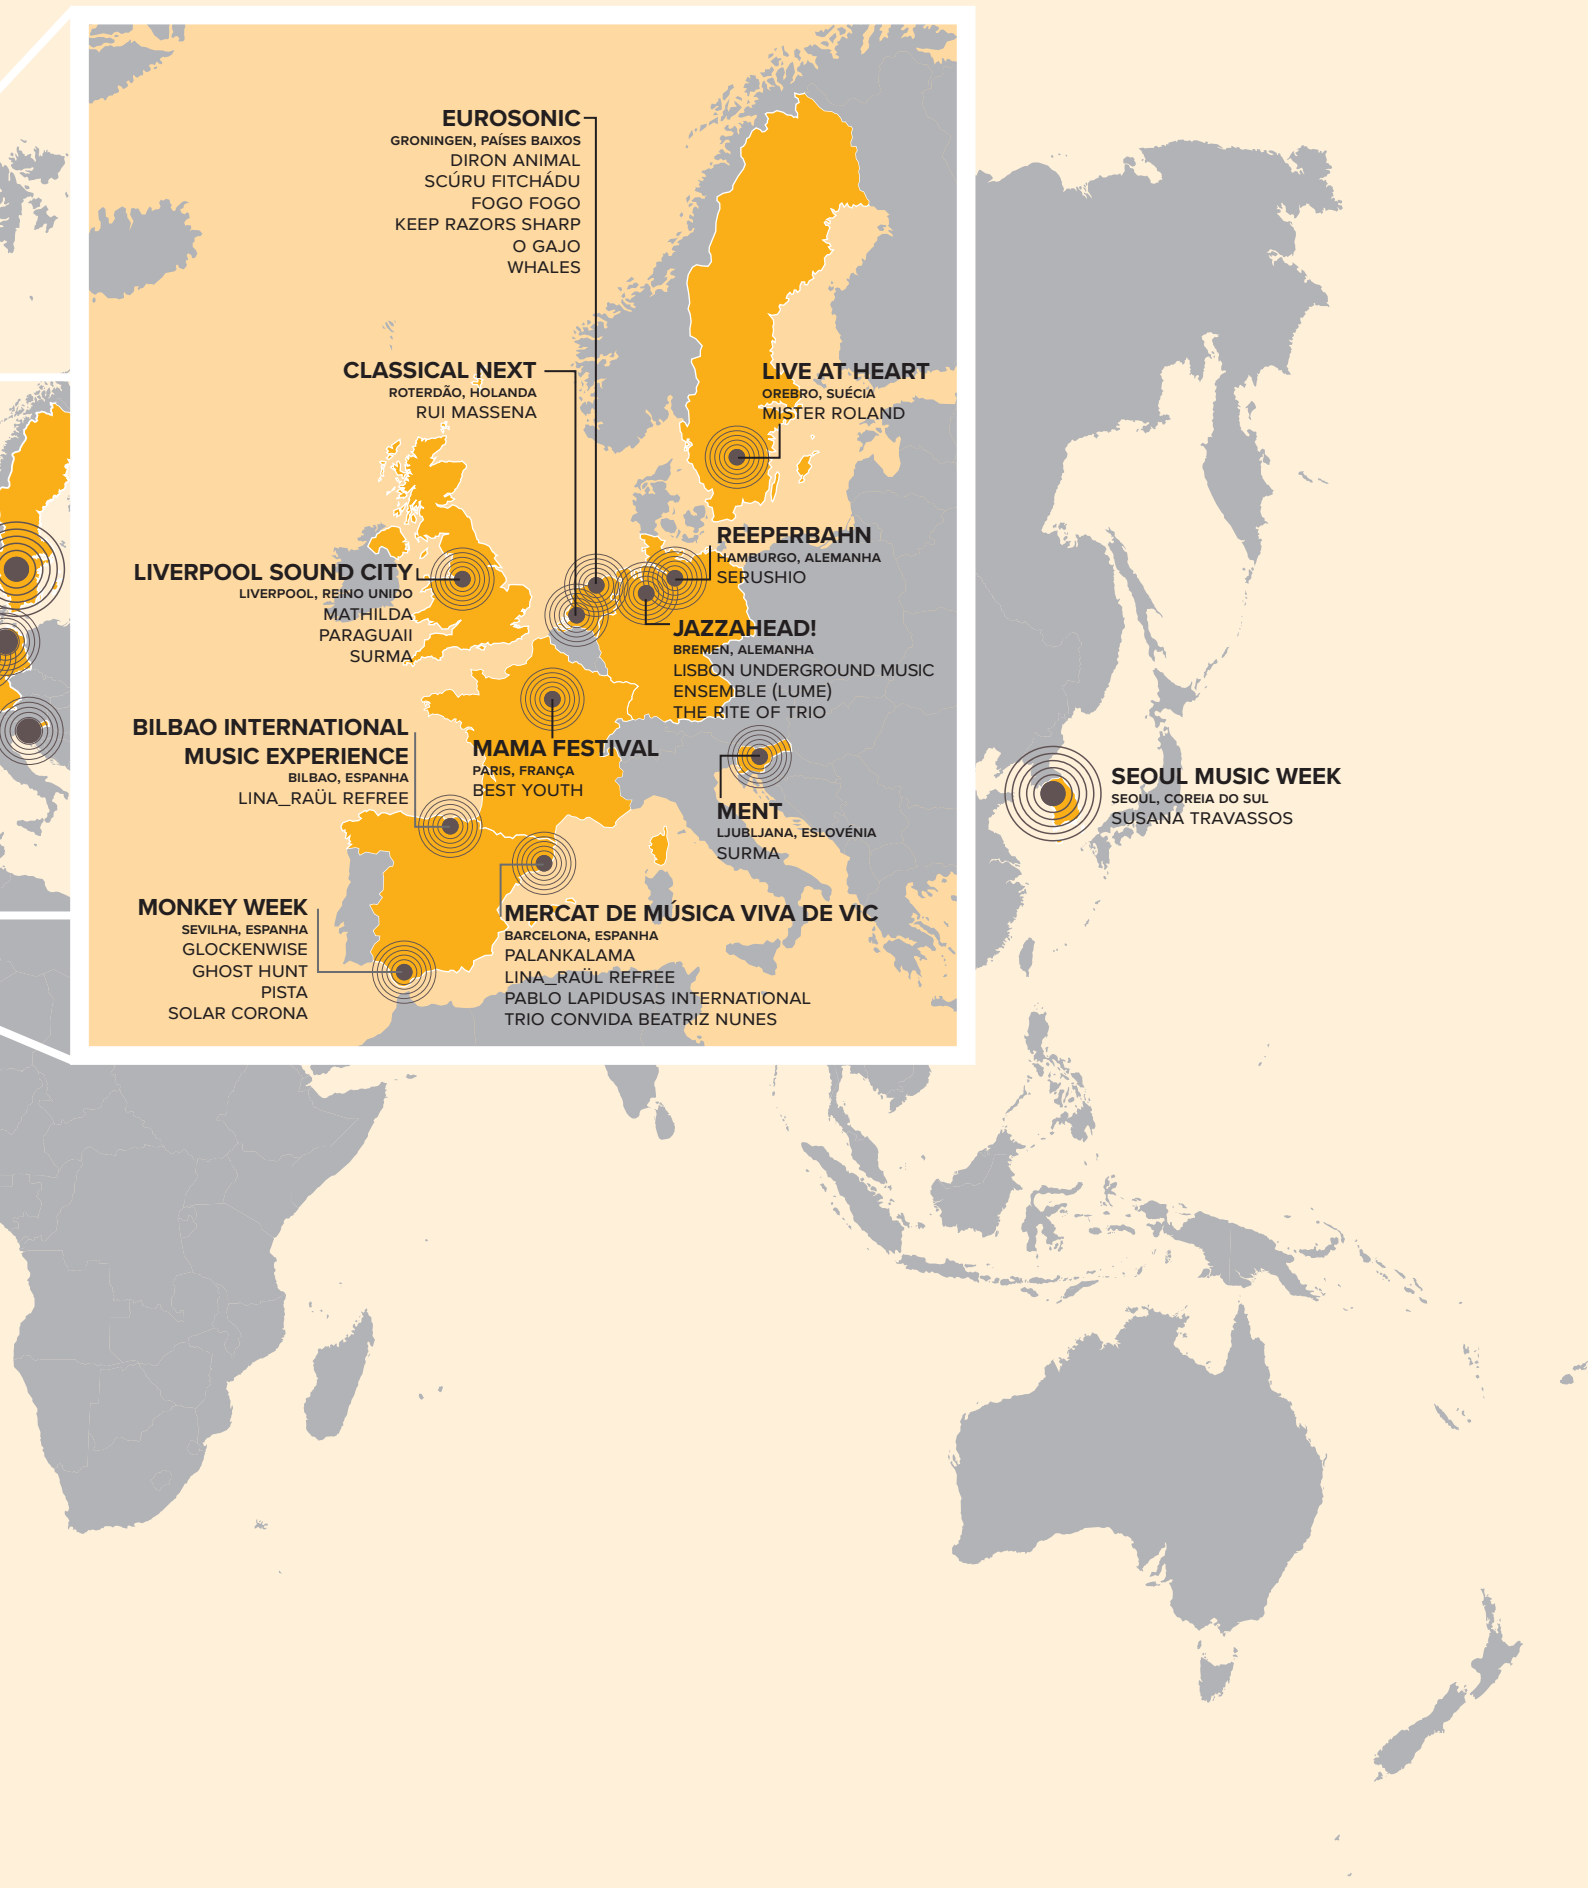 EUROSONIC
GRONINGEN, PAÍSES BAIXOS
DIRON ANIMAL
SCÚRU FITCHÁDU
FOGO FOGO
KEEP RAZORS SHARP
O GAJO
WHALES
CLASSICAL NEXT
ROTERDÃO, HOLANDA
RUI MASSENA
LIVE AT HEART
OREBRO, SUÉCIA
MISTER ROLAND
REEPERBAHN
HAMBURGO, ALEMANHA
SERUSHIO
LIVERPOOL SOUND CITY
LIVERPOOL, REINO UNIDO
MATHILDA
PARAGUAII
SURMA
JAZZAHEAD!
BREMEN, ALEMANHA
LISBON UNDERGROUND MUSIC
ENSEMBLE (LUME)
THE RITE OF TRIO
BILBAO INTERNATIONAL
MUSIC EXPERIENCE
BILBAO, ESPANHA
LINA_RAÜL REFREE
MAMA FESTIVAL
PARIS, FRANÇA
BEST YOUTH
MENT
LJUBLJANA, ESLOVÉNIA
SURMA
SEOUL MUSIC WEEK
SEOUL, COREIA DO SUL
SUSANA TRAVASSOS
MONKEY WEEK
SEVILHA, ESPANHA
GLOCKENWISE
GHOST HUNT
PISTA
SOLAR CORONA
MERCAT DE MÚSICA VIVA DE VIC
BARCELONA, ESPANHA
PALANKALAMA
LINA_RAÜL REFREE
PABLO LAPIDUSAS INTERNATIONAL
TRIO CONVIDA BEATRIZ NUNES